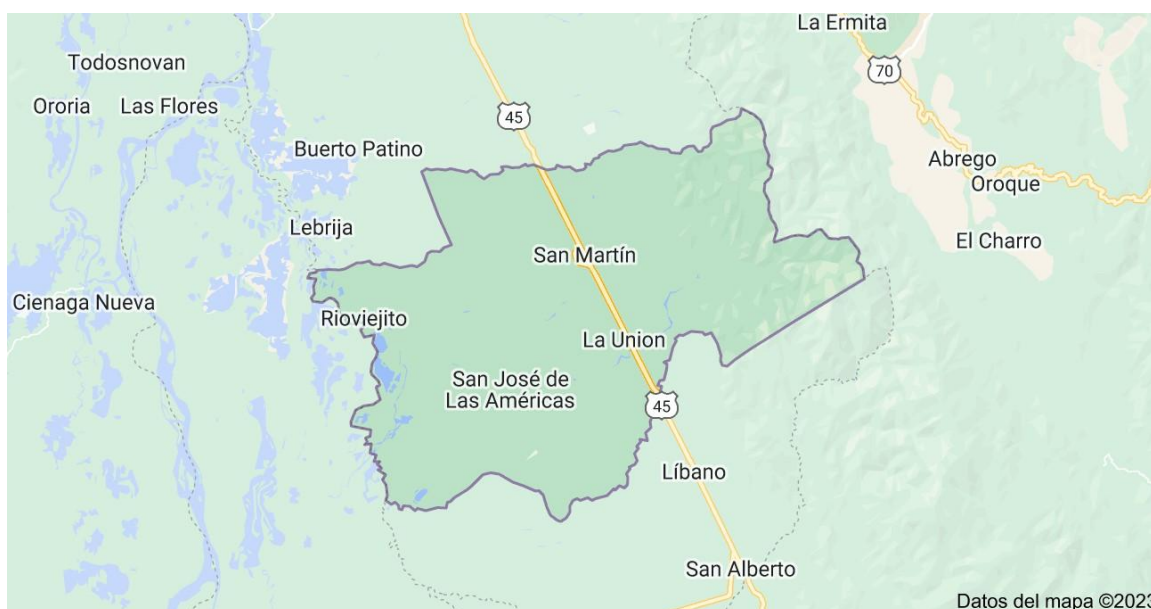 La Ermita
Todosnovan
70
Ororia
Las Flores
45
Buerto Patino
Abrego
Oroque
Lebrija
El Charro
San Martín
Cienaga Nueva
Rioviejito
La Union
San José de
Las Américas
45
Líbano
San Alberto
Datos del mapa ©2023